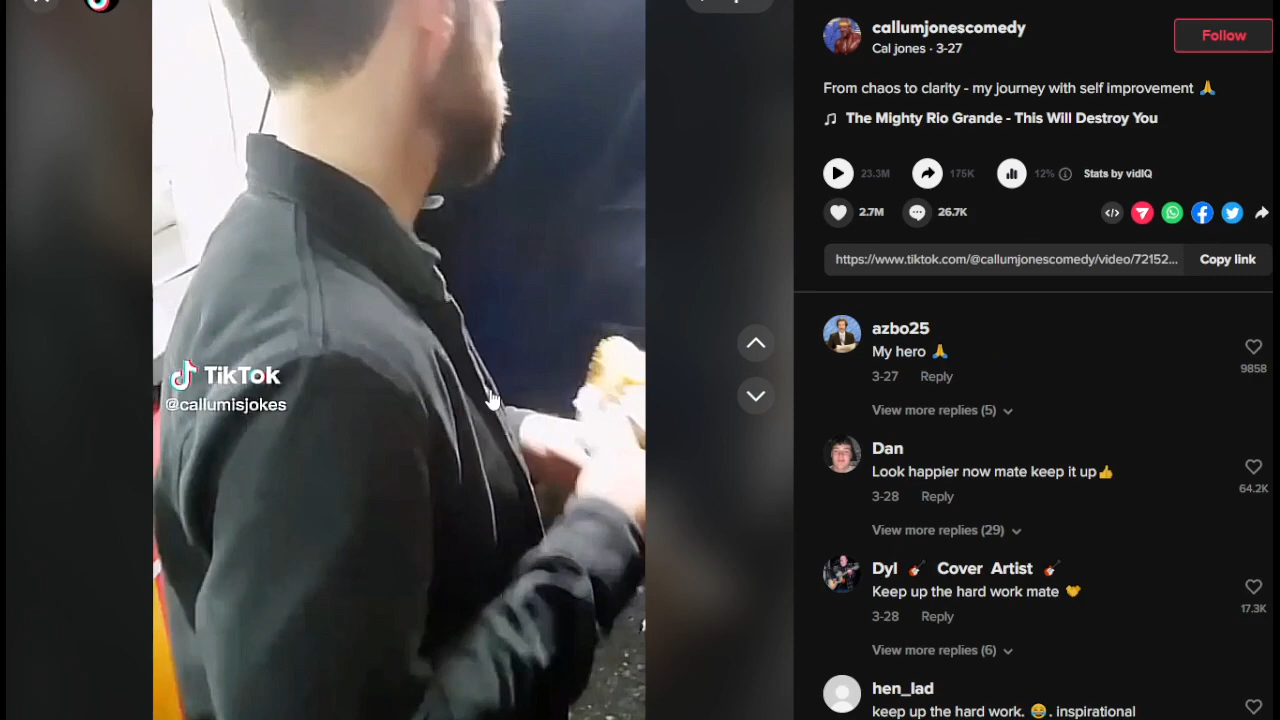 callumjonescomedy
Cal jones · 3-27
Follow
From chaos to clarity - my journey with self improvement 🙏
The Mighty Rio Grande - This Will Destroy You
23.3M
175K
12%
Stats by vidIQ
2.7M
26.7K
https://www.tiktok.com/@callumjonescomedy/video/72152...
Copy link
azbo25
My hero 🙏
3-27 Reply
9858
View more replies (5)
Dan
Look happier now mate keep it up👍
3-28 Reply
64.2K
View more replies (29)
Dyl 🎸 Cover Artist 🎸
Keep up the hard work mate 🤝
3-28 Reply
17.3K
View more replies (6)
hen_lad
keep up the hard work. 😂. inspirational
TikTok
@callumisjokes